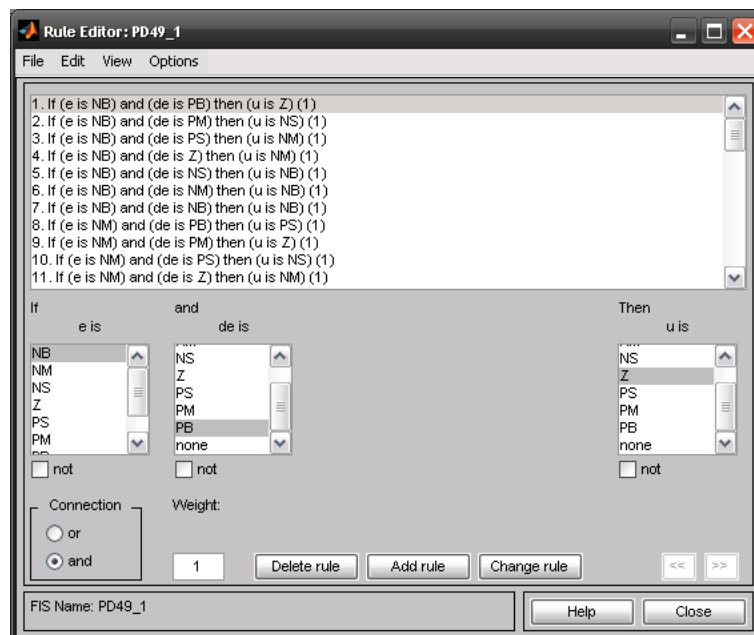 Rule Editor: PD49_1
File Edit View Options
1. If (e is NB) and (de is PB) then (u is Z) (1)
2. If (e is NB) and (de is PM) then (u is NS) (1)
3. If (e is NB) and (de is PS) then (u is NM) (1)
4. If (e is NB) and (de is Z) then (u is NM) (1)
5. If (e is NB) and (de is NS) then (u is NB) (1)
6. If (e is NB) and (de is NM) then (u is NB) (1)
7. If (e is NB) and (de is NB) then (u is NB) (1)
8. If (e is NM) and (de is PB) then (u is PS) (1)
9. If (e is NM) and (de is PM) then (u is Z) (1)
10. If (e is NM) and (de is PS) then (u is NS) (1)
11. If (e is NM) and (de is Z) then (u is NM) (1)
If
e is
NB
NM
NS
Z
PS
PM
not
and
de is
NS
Z
PS
PM
PB
none
not
Then
u is
NS
Z
PS
PM
PB
none
not
Connection
or
and
Weight:
1
Delete rule
Add rule
Change rule
<<
>>
FIS Name: PD49_1
Help
Close